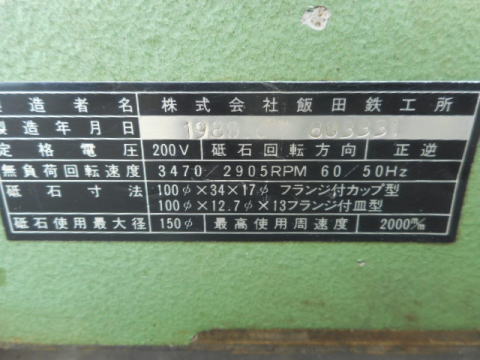 製造者名 株式会社飯田鉄工所
製造年月日 1980
定格電圧 200V 砥石回転方向 正逆
無負荷回転速度 3470/2905RPM 60/50Hz
砥石寸法 100φ×34×17φ フランジ付カップ型
100φ×12.7φ×13フランジ付皿型
砥石使用最大径 150φ 最高使用周速度 2000m/m